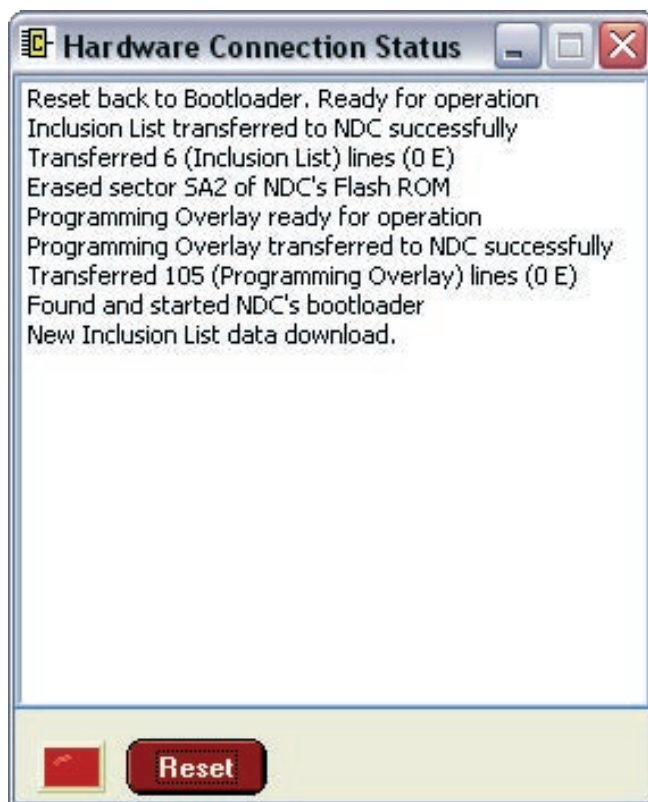 Hardware Connection Status
Reset back to Bootloader. Ready for operation
Inclusion List transferred to NDC successfully
Transferred 6 (Inclusion List) lines (0 E)
Erased sector SA2 of NDC's Flash ROM
Programming Overlay ready for operation
Programming Overlay transferred to NDC successfully
Transferred 105 (Programming Overlay) lines (0 E)
Found and started NDC's bootloader
New Inclusion List data download.
Reset